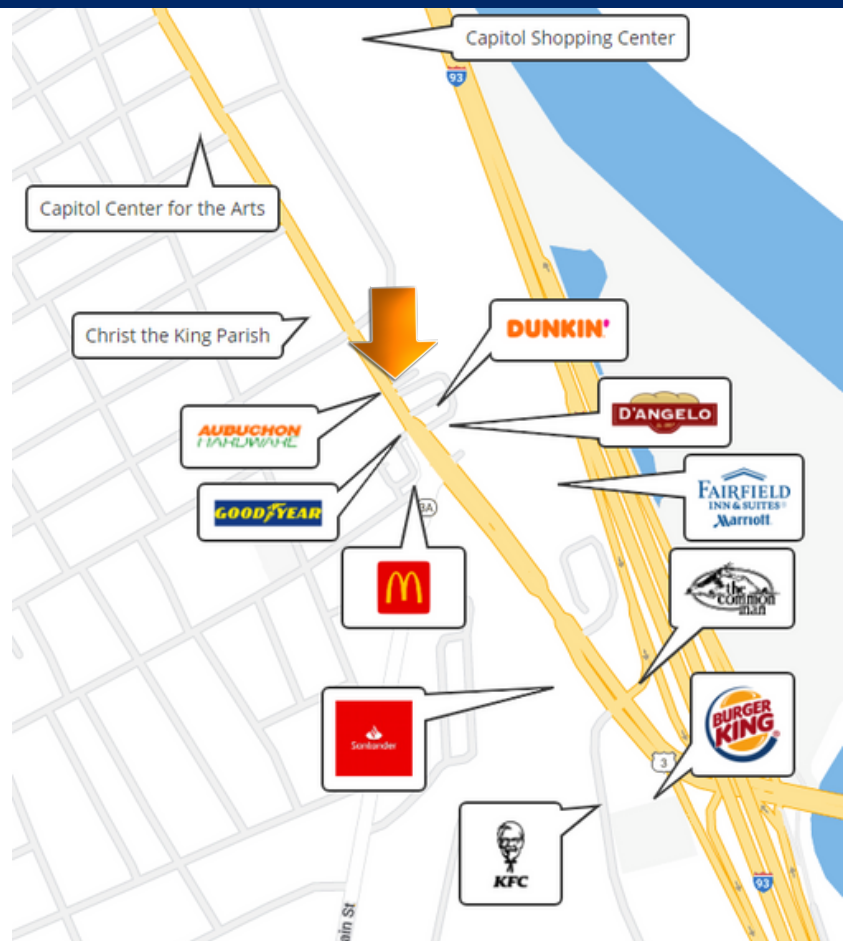 Capitol Shopping Center
93
Capitol Center for the Arts
Christ the King Parish
DUNKIN'
AUBUCHON
HARDWARE
D'ANGELO
GOODYEAR
3A
FAIRFIELD
INN & SUITES®
Marriott
the
common
man
Santander
BURGER
KING®
3
KFC
93
ain St